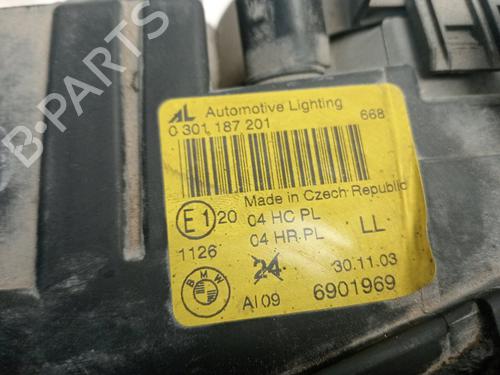 AL Automotive Lighting
0 301 187 201 668
Made in Czech Republic
E1 20 04 HC PL
04 HR PL LL
1126
24 30.11.03
BMW AI 09 6901969
B-PARTS